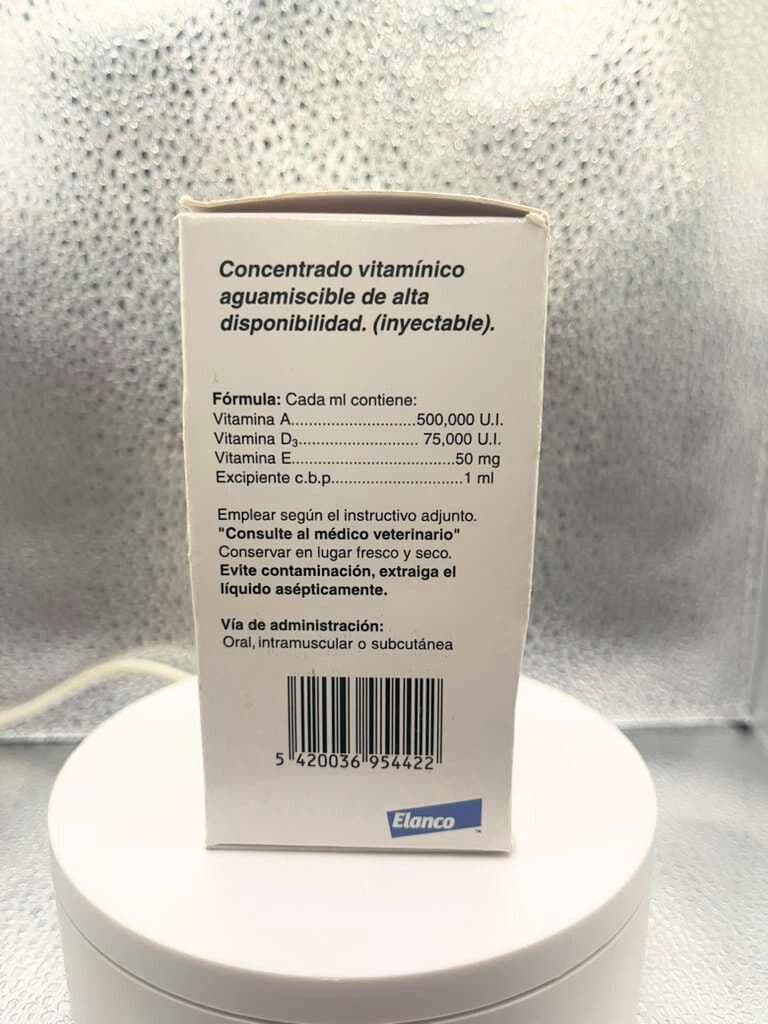 Concentrado vitamínico
aguamiscible de alta
disponibilidad. (inyectable).
Fórmula: Cada ml contiene:
Vitamina A..............................500,000 U.I.
Vitamina D3............................ 75,000 U.I.
Vitamina E.......................................50 mg
Excipiente c.b.p...............................1 ml
Emplear según el instructivo adjunto.
"Consulte al médico veterinario"
Conservar en lugar fresco y seco.
Evite contaminación, extraiga el
líquido asépticamente.
Vía de administración:
Oral, intramuscular o subcutánea
5 420036 954422
Elanco™